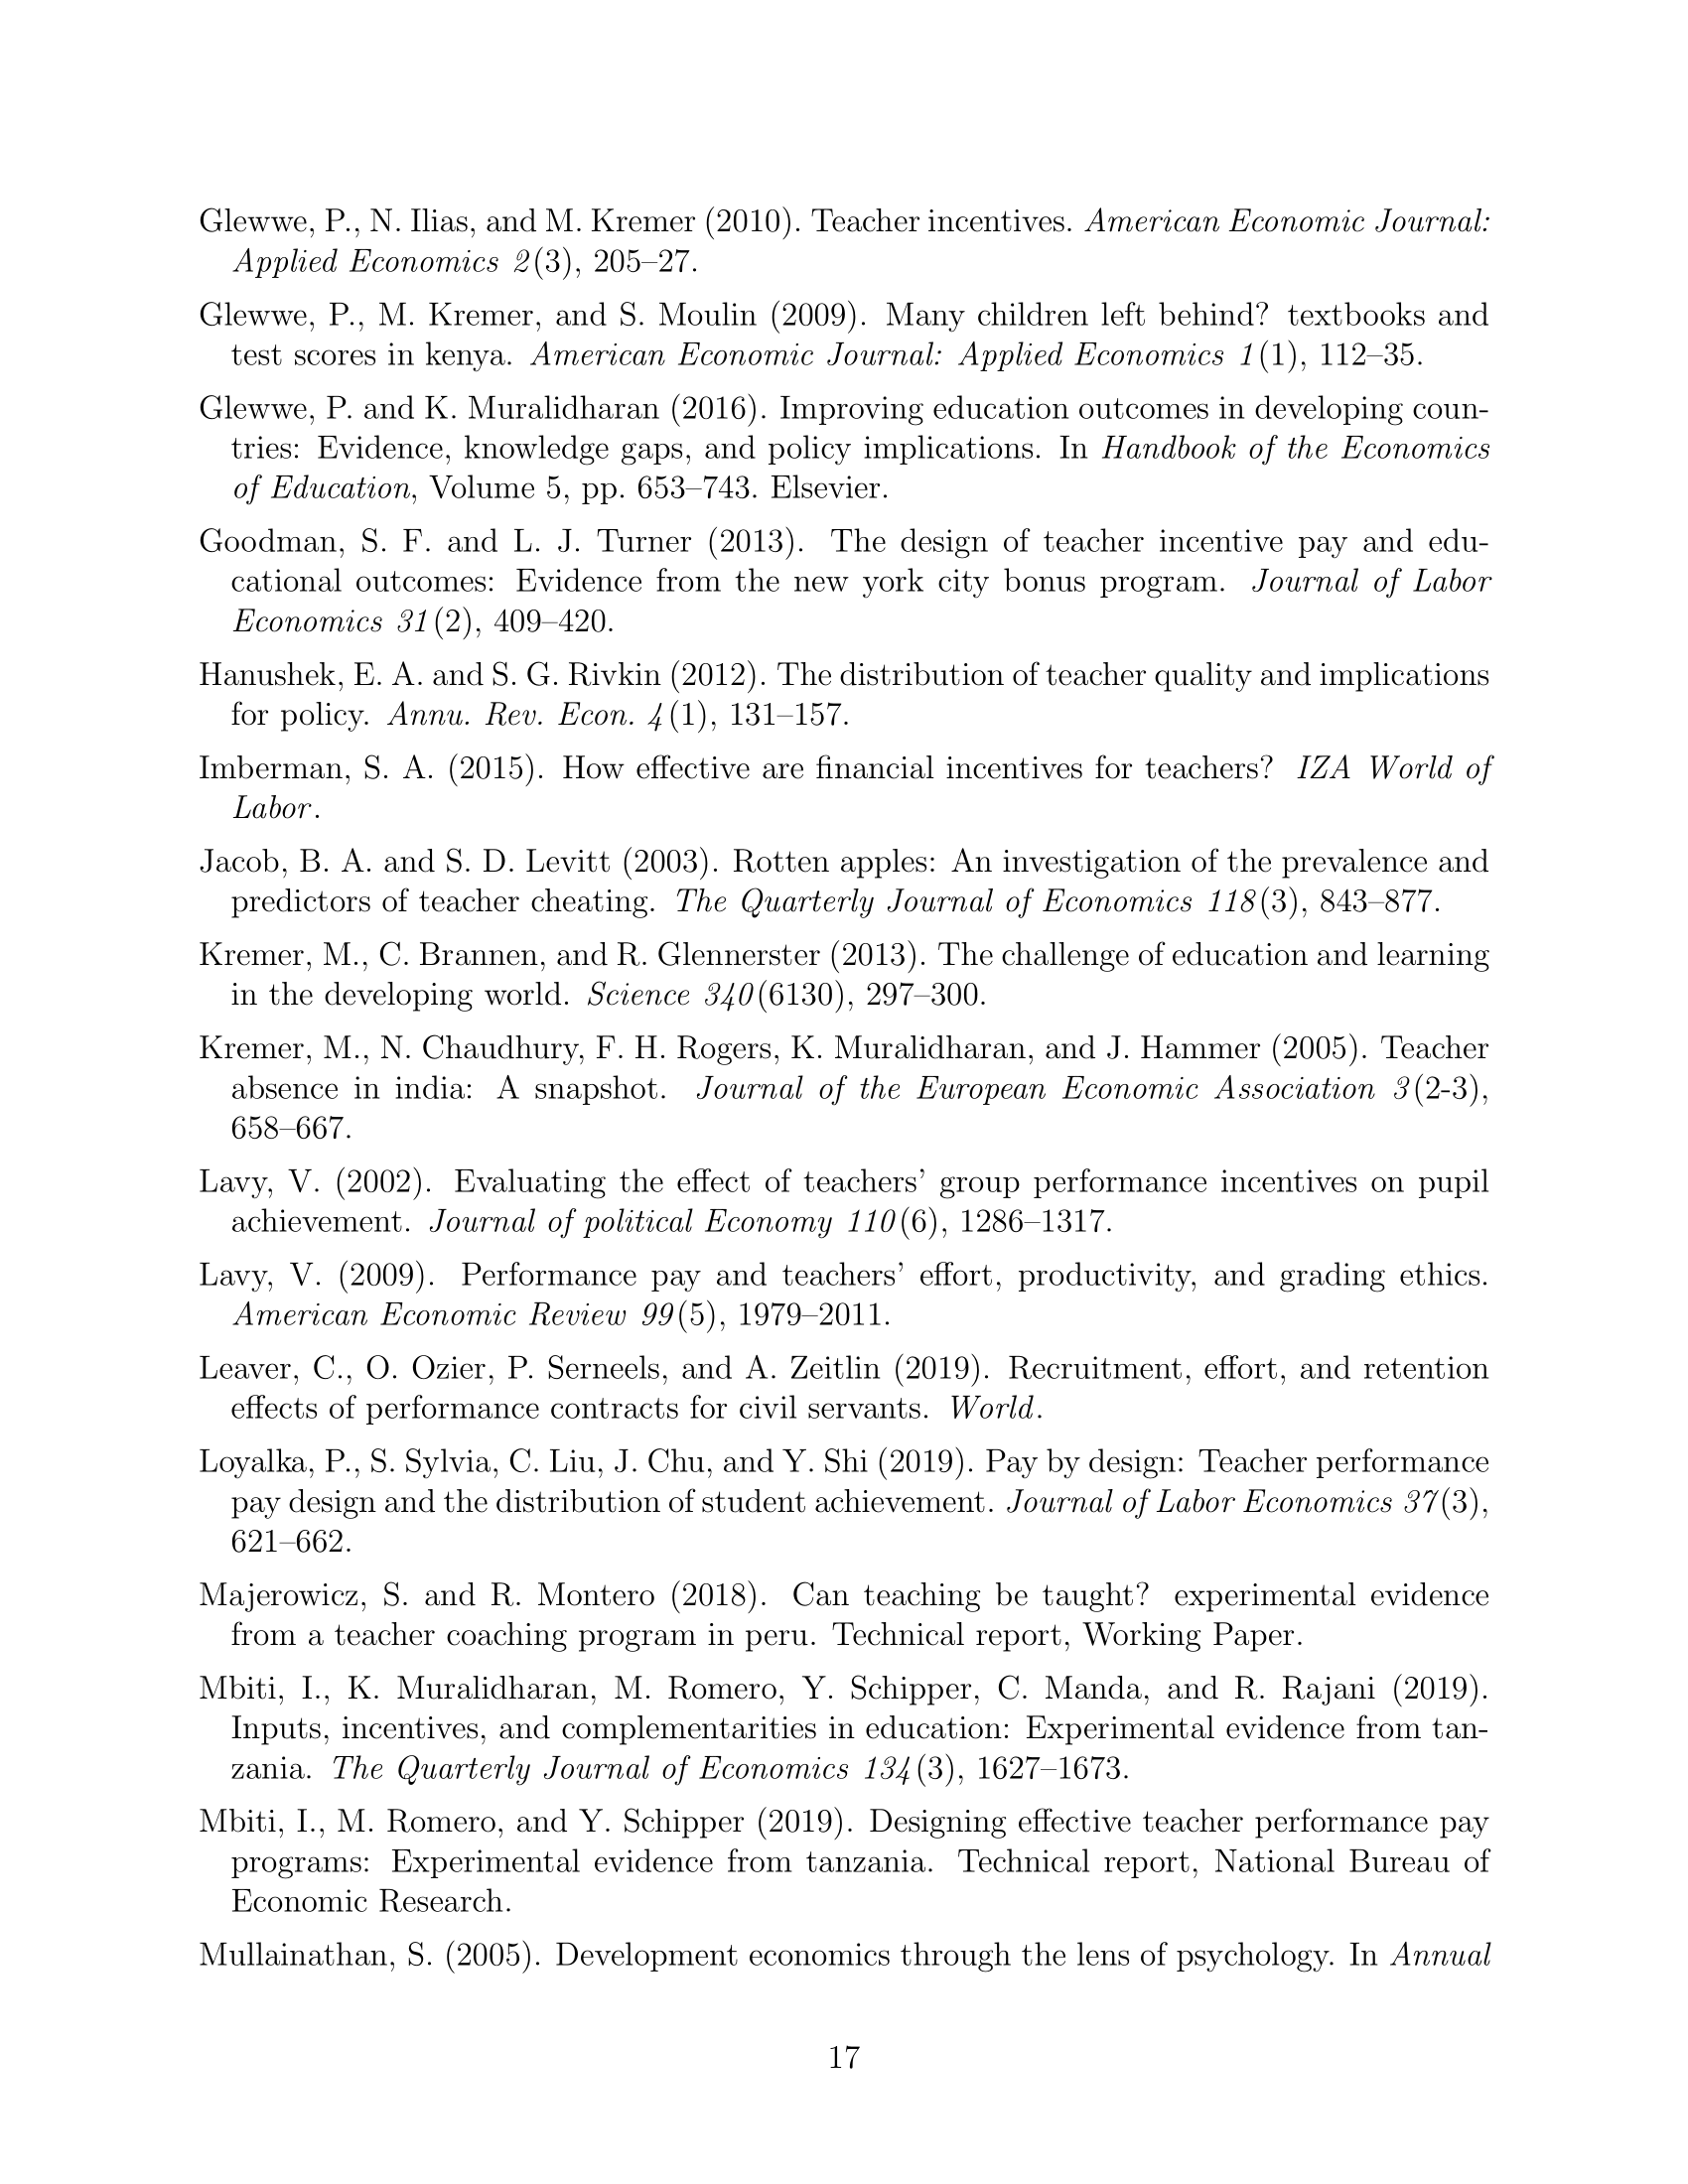 Glewwe, P., N. Ilias, and M. Kremer (2010). Teacher incentives. American Economic Journal:
Applied Economics 2(3), 205–27.
Glewwe, P., M. Kremer, and S. Moulin (2009). Many children left behind? textbooks and
test scores in kenya. American Economic Journal: Applied Economics 1(1), 112–35.
Glewwe, P. and K. Muralidharan (2016). Improving education outcomes in developing coun-
tries: Evidence, knowledge gaps, and policy implications. In Handbook of the Economics
of Education, Volume 5, pp. 653–743. Elsevier.
Goodman, S. F. and L. J. Turner (2013). The design of teacher incentive pay and edu-
cational outcomes: Evidence from the new york city bonus program. Journal of Labor
Economics 31(2), 409–420.
Hanushek, E. A. and S. G. Rivkin (2012). The distribution of teacher quality and implications
for policy. Annu. Rev. Econ. 4(1), 131–157.
Imberman, S. A. (2015). How effective are financial incentives for teachers? IZA World of
Labor.
Jacob, B. A. and S. D. Levitt (2003). Rotten apples: An investigation of the prevalence and
predictors of teacher cheating. The Quarterly Journal of Economics 118(3), 843–877.
Kremer, M., C. Brannen, and R. Glennerster (2013). The challenge of education and learning
in the developing world. Science 340(6130), 297–300.
Kremer, M., N. Chaudhury, F. H. Rogers, K. Muralidharan, and J. Hammer (2005). Teacher
absence in india: A snapshot. Journal of the European Economic Association 3(2-3),
658–667.
Lavy, V. (2002). Evaluating the effect of teachers' group performance incentives on pupil
achievement. Journal of political Economy 110(6), 1286–1317.
Lavy, V. (2009). Performance pay and teachers' effort, productivity, and grading ethics.
American Economic Review 99(5), 1979–2011.
Leaver, C., O. Ozier, P. Serneels, and A. Zeitlin (2019). Recruitment, effort, and retention
effects of performance contracts for civil servants. World.
Loyalka, P., S. Sylvia, C. Liu, J. Chu, and Y. Shi (2019). Pay by design: Teacher performance
pay design and the distribution of student achievement. Journal of Labor Economics 37(3),
621–662.
Majerowicz, S. and R. Montero (2018). Can teaching be taught? experimental evidence
from a teacher coaching program in peru. Technical report, Working Paper.
Mbiti, I., K. Muralidharan, M. Romero, Y. Schipper, C. Manda, and R. Rajani (2019).
Inputs, incentives, and complementarities in education: Experimental evidence from tan-
zania. The Quarterly Journal of Economics 134(3), 1627–1673.
Mbiti, I., M. Romero, and Y. Schipper (2019). Designing effective teacher performance pay
programs: Experimental evidence from tanzania. Technical report, National Bureau of
Economic Research.
Mullainathan, S. (2005). Development economics through the lens of psychology. In Annual
17